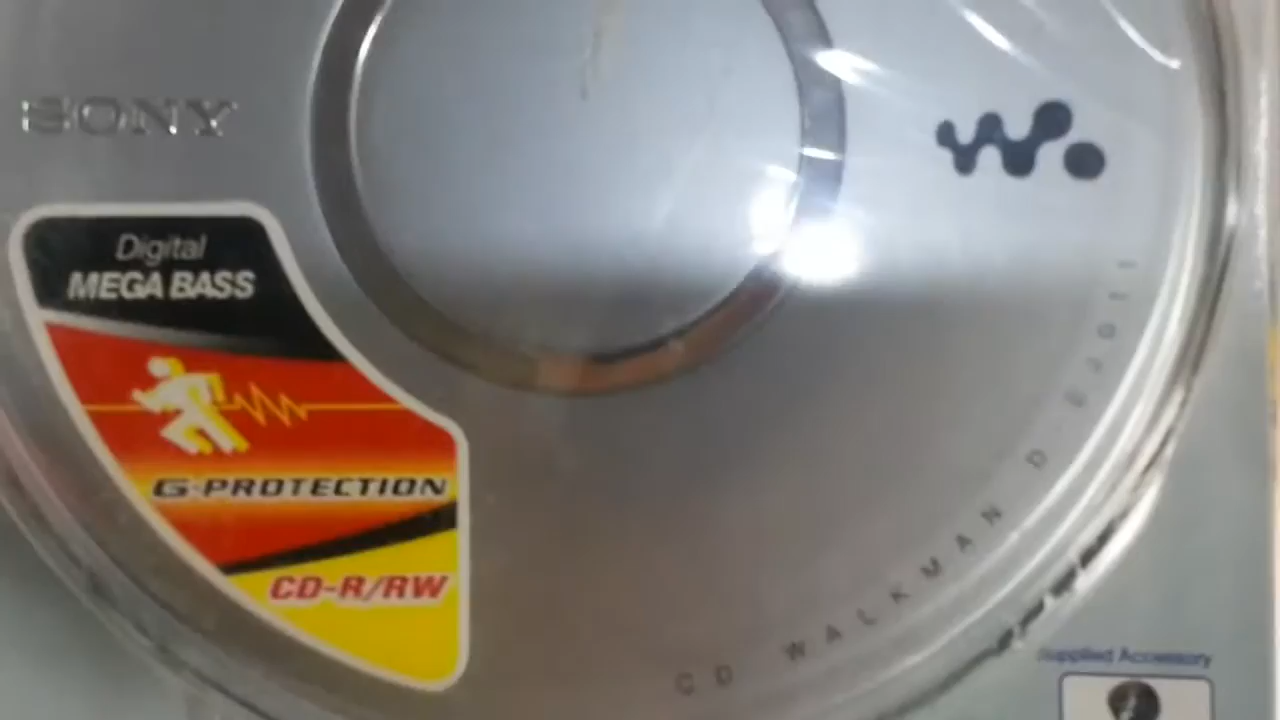 SONY
Digital
MEGA BASS
G-PROTECTION
CD-R/RW
CD WALKMAN D-EJ011
Supplied Accessory